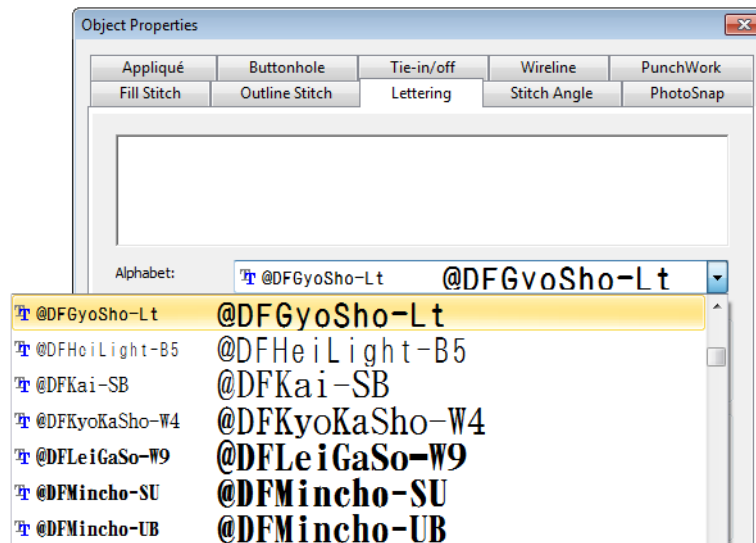 Object Properties
Appliqué Buttonhole Tie-in/off Wireline PunchWork
Fill Stitch Outline Stitch Lettering Stitch Angle PhotoSnap
Alphabet: @DFGyoSho-Lt @DFGyoSho-Lt
@DFGyoSho-Lt @DFGyoSho-Lt
@DFHeiLight-B5 @DFHeiLight-B5
@DFKai-SB @DFKai-SB
@DFKyoKaSho-W4 @DFKyoKaSho-W4
@DFLeiGaSo-W9 @DFLeiGaSo-W9
@DFMincho-SU @DFMincho-SU
@DFMincho-UB @DFMincho-UB